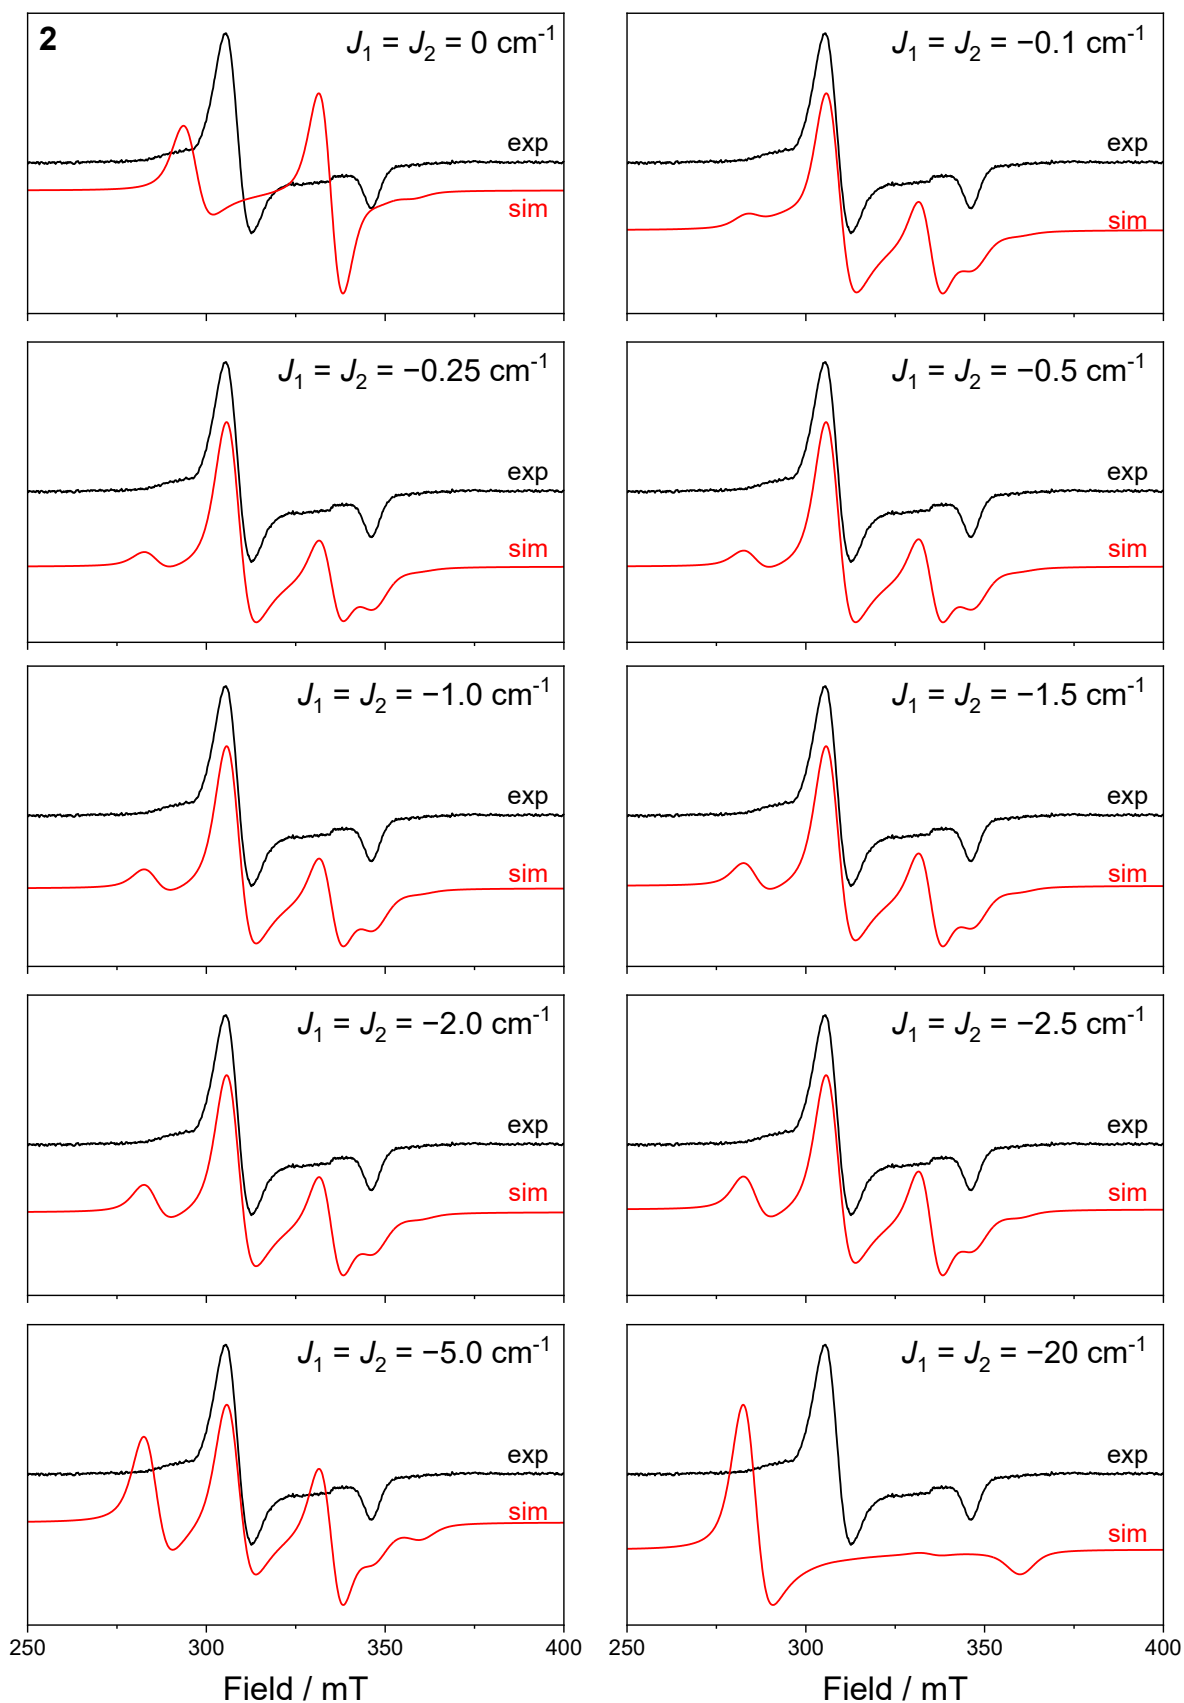 2
J₁ = J₂ = 0 cm⁻¹
exp
sim
J₁ = J₂ = −0.1 cm⁻¹
exp
sim
J₁ = J₂ = −0.25 cm⁻¹
exp
sim
J₁ = J₂ = −0.5 cm⁻¹
exp
sim
J₁ = J₂ = −1.0 cm⁻¹
exp
sim
J₁ = J₂ = −1.5 cm⁻¹
exp
sim
J₁ = J₂ = −2.0 cm⁻¹
exp
sim
J₁ = J₂ = −2.5 cm⁻¹
exp
sim
J₁ = J₂ = −5.0 cm⁻¹
exp
sim
250 300 350 400
Field / mT
J₁ = J₂ = −20 cm⁻¹
exp
sim
250 300 350 400
Field / mT